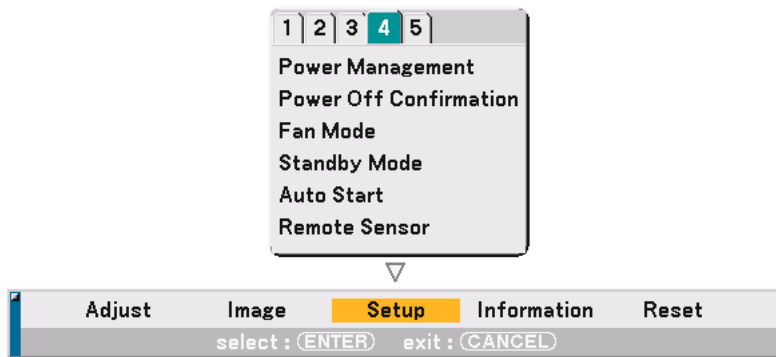 1 2 3 4 5
Power Management
Power Off Confirmation
Fan Mode
Standby Mode
Auto Start
Remote Sensor
Adjust Image Setup Information Reset
select : ENTER exit : CANCEL